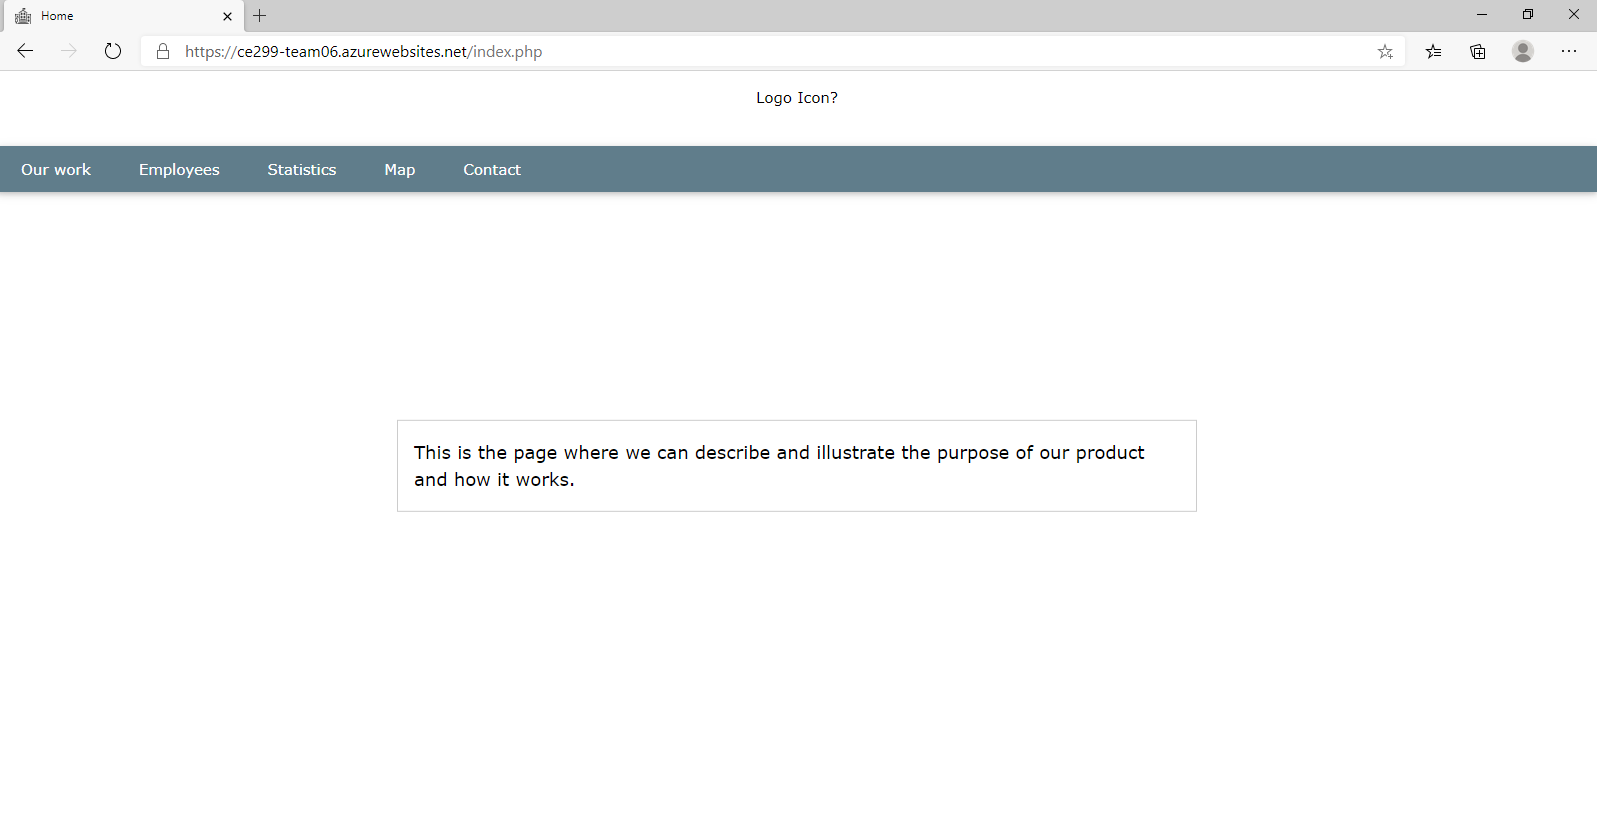 Home
https://ce299-team06.azurewebsites.net/index.php
Logo Icon?
Our work Employees Statistics Map Contact
This is the page where we can describe and illustrate the purpose of our product
and how it works.